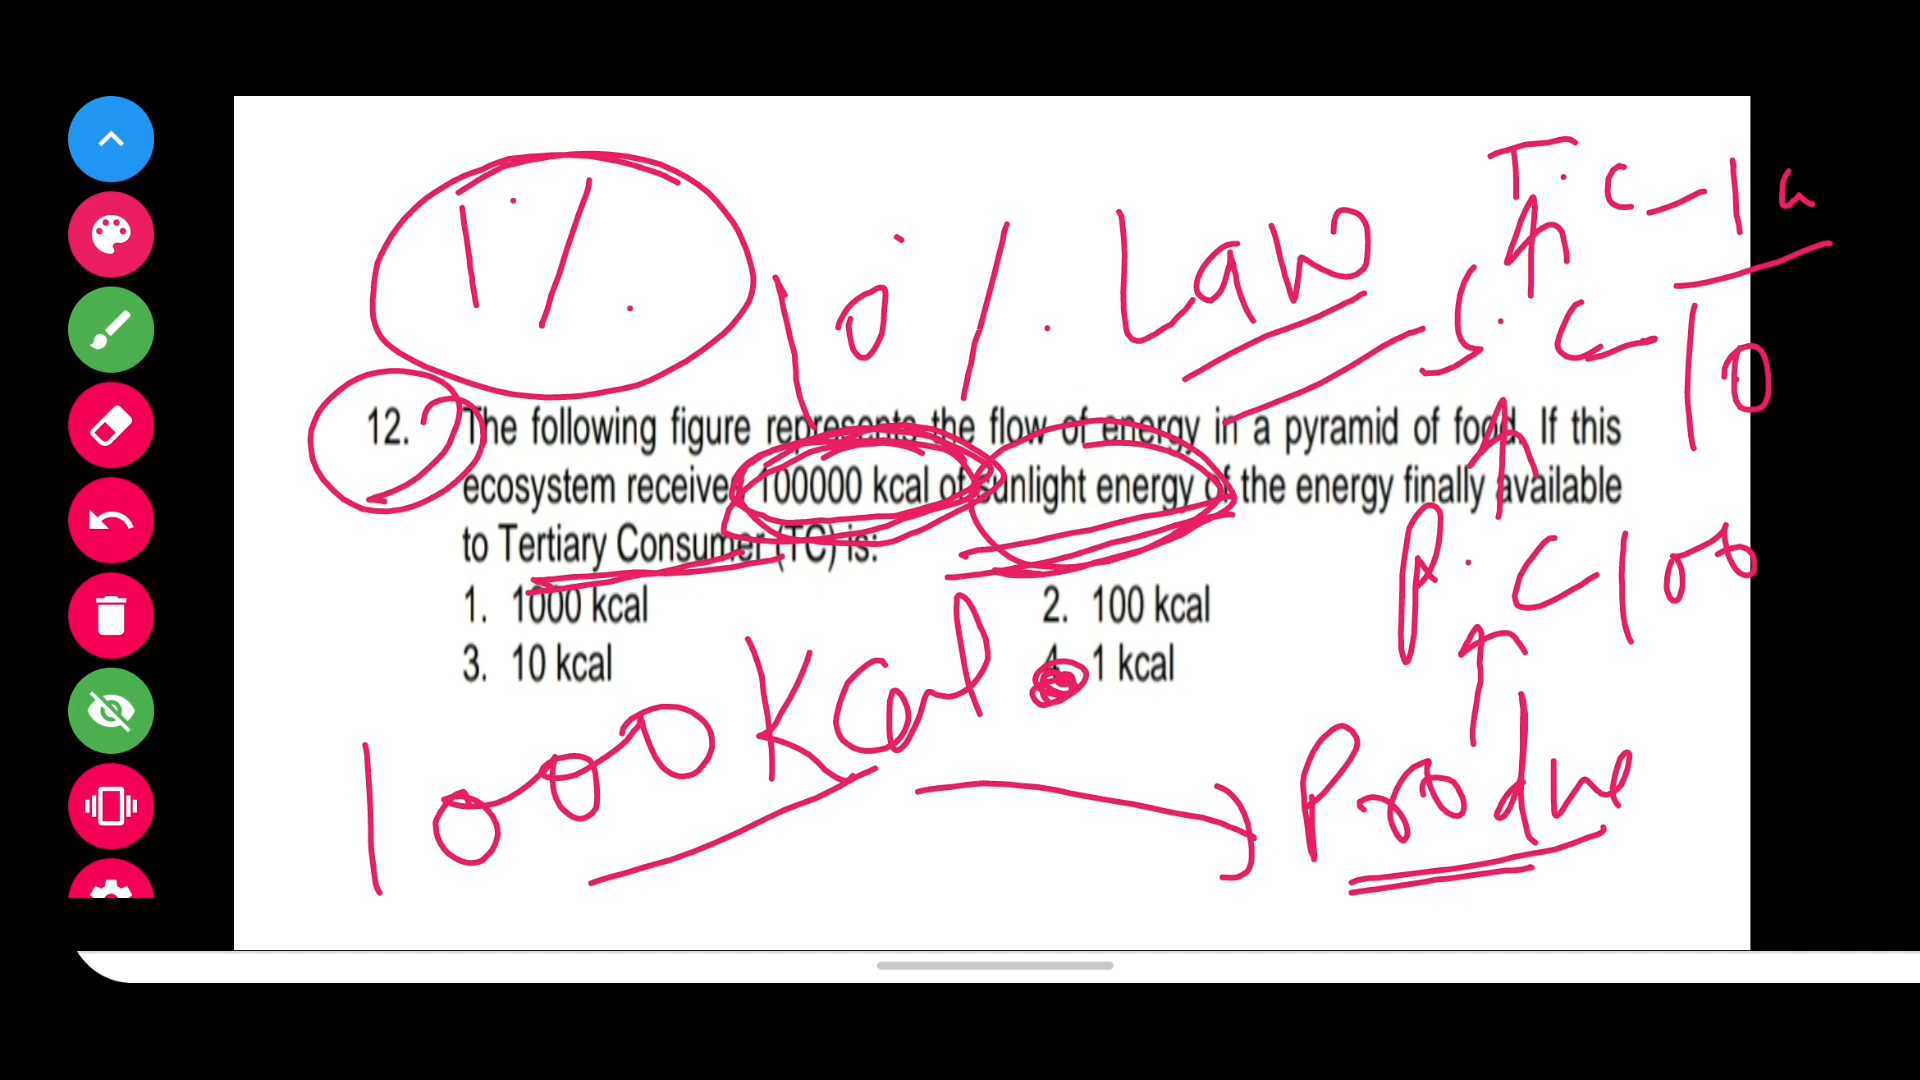 T.C-1
1%
10% Law
S.C-10
12. The following figure represents the flow of energy in a pyramid of food. If this
ecosystem receives 100000 kcal of sunlight energy of the energy finally available
to Tertiary Consumer (TC) is:
P.C 100
1. 1000 kcal 2. 100 kcal
3. 10 kcal 4. 1 kcal
1000 Kcal